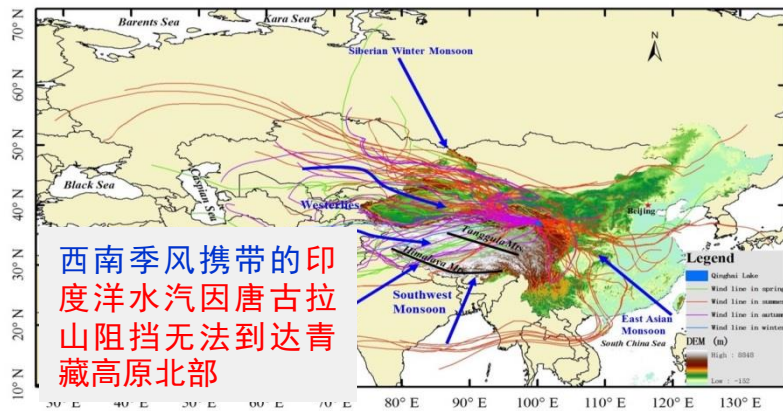 Barents Sea
Kara Sea
N
Siberian Winter Monsoon
70° N
60° N
50° N
40° N
30° N
20° N
10° N
Black Sea
Caspian Sea
Westerlies
Beijing
Tanggula Mts.
Himalaya Mts.
Southwest
Monsoon
East Asian
Monsoon
South China Sea
西南季风携带的印
度洋水汽因唐古拉
山阻挡无法到达青
藏高原北部
Legend
Qinghai Lake
Wind line in spring
Wind line in summer
Wind line in autumn
Wind line in winter
DEM (m)
High : 8848
Low : -152
30° E 40° E 50° E 60° E 70° E 80° E 90° E 100° E 110° E 120° E 130° E